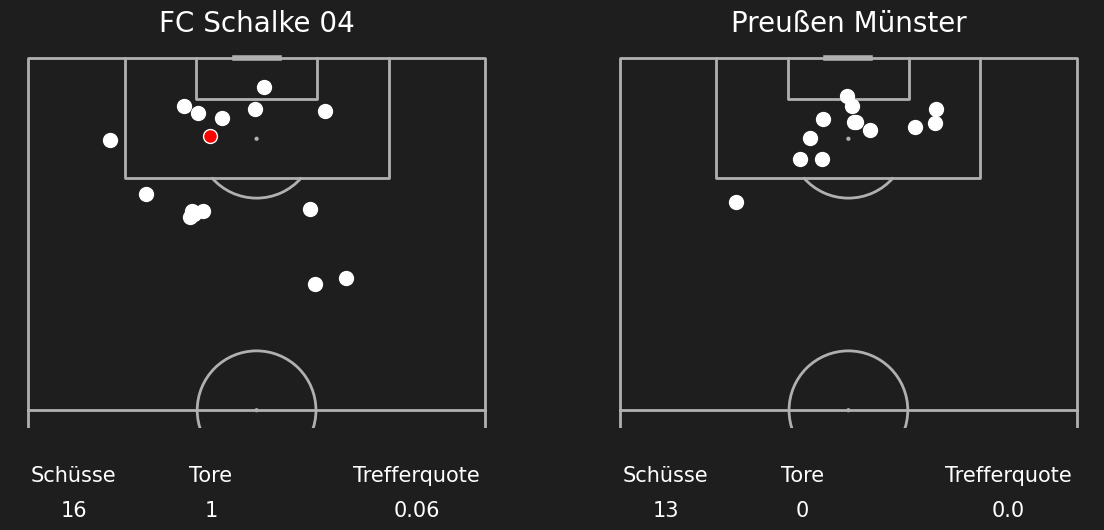 FC Schalke 04
Preußen Münster
Schüsse Tore Trefferquote
16 1 0.06
Schüsse Tore Trefferquote
13 0 0.0